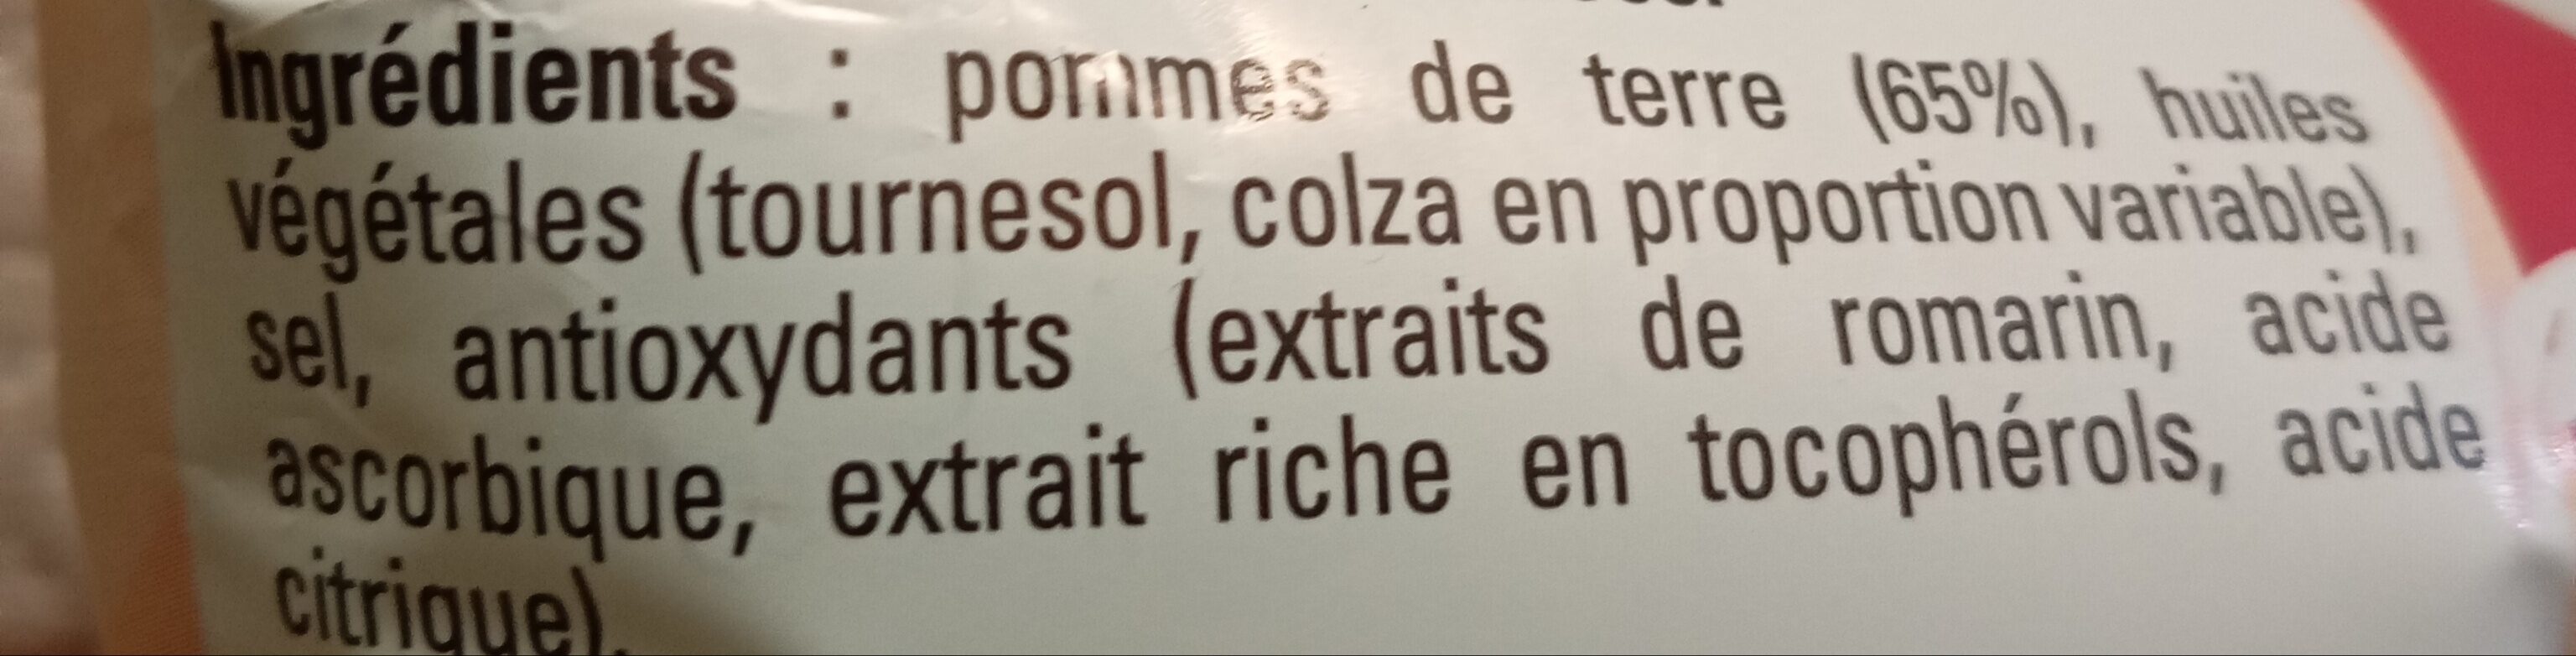 Ingrédients : pommes de terre (65%), huiles
végétales (tournesol, colza en proportion variable),
sel, antioxydants (extraits de romarin, acide
ascorbique, extrait riche en tocophérols, acide
citrique).